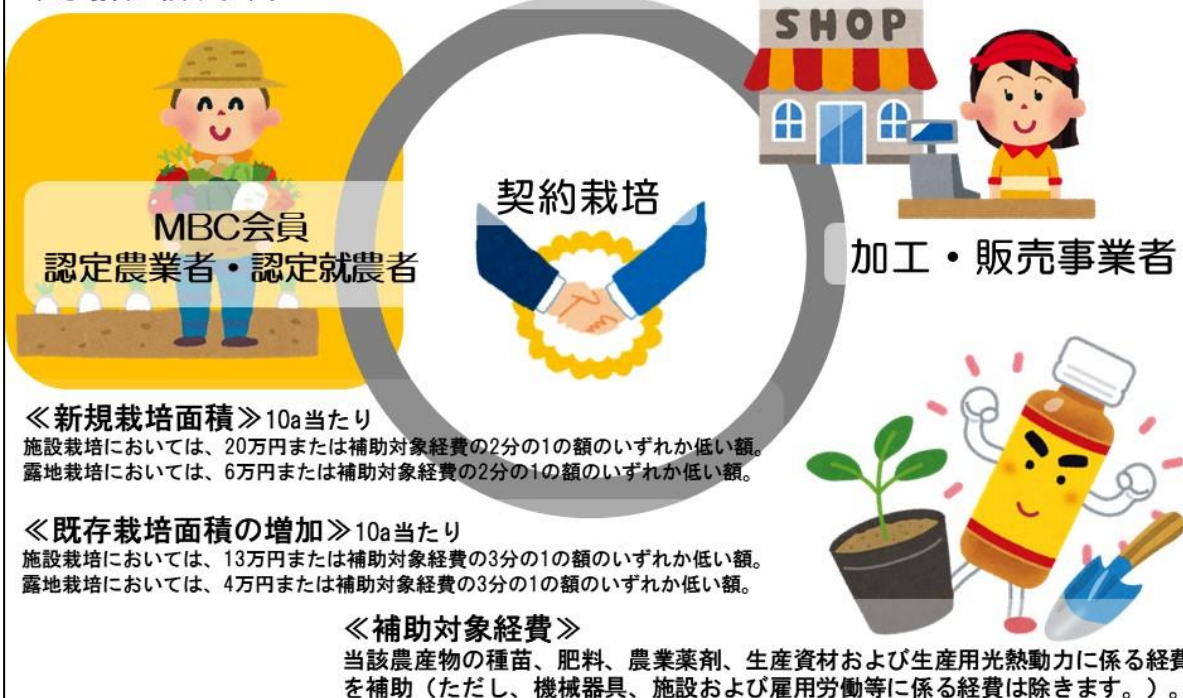 SHOP
契約栽培
MBC会員
認定農業者・認定就農者
加工・販売事業者
≪新規栽培面積≫10a当たり
施設栽培においては、20万円または補助対象経費の2分の1の額のいずれか低い額。
露地栽培においては、6万円または補助対象経費の2分の1の額のいずれか低い額。
≪既存栽培面積の増加≫10a当たり
施設栽培においては、13万円または補助対象経費の3分の1の額のいずれか低い額。
露地栽培においては、4万円または補助対象経費の3分の1の額のいずれか低い額。
≪補助対象経費≫
当該農産物の種苗、肥料、農業薬剤、生産資材および生産用光熱動力に係る経費
を補助（ただし、機械器具、施設および雇用労働等に係る経費は除きます。）。